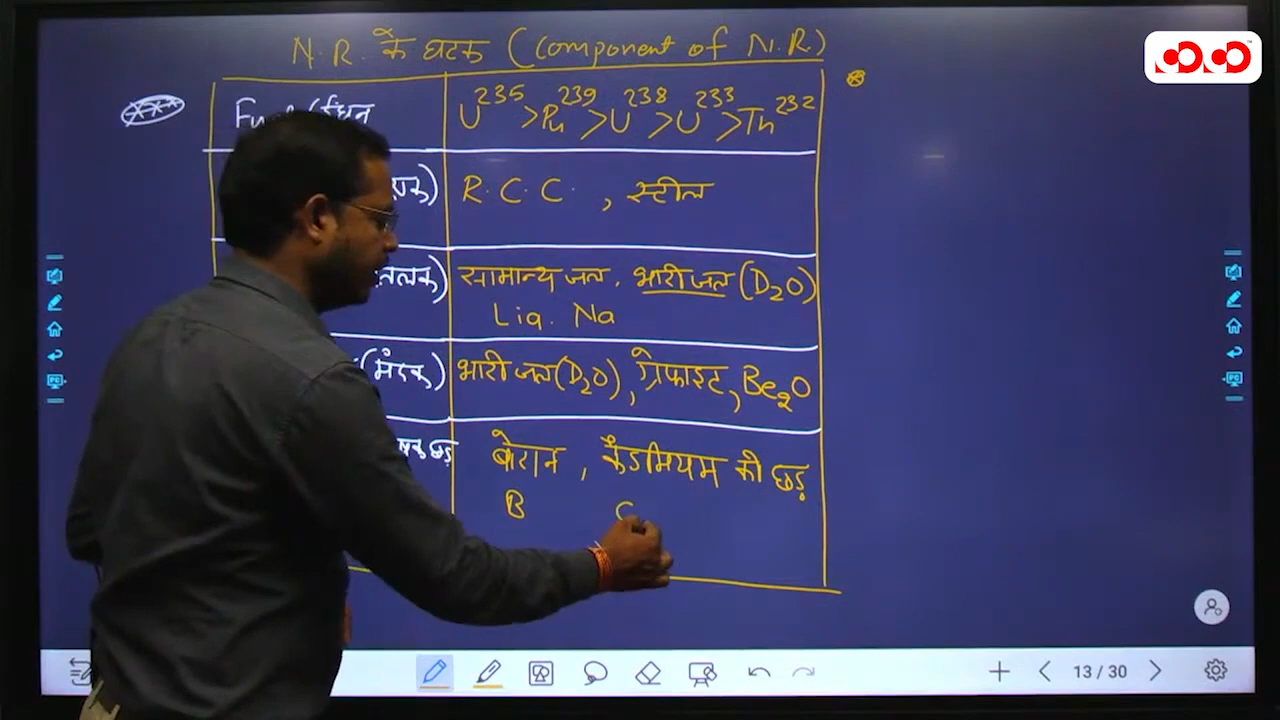 N.R. के घटक (Component of N.R.)
ईंधन U²³⁵ > Pu²³⁹ > U²³⁸ > U²³³ > Th²³²
R.C.C., स्टील
सामान्य जल, भारी जल (D₂O)
Liq. Na
(मंदक) भारी जल (D₂O), ग्रेफाइट, Be₂O
बोरान, कैडमियम की छड़
B C
13 / 30